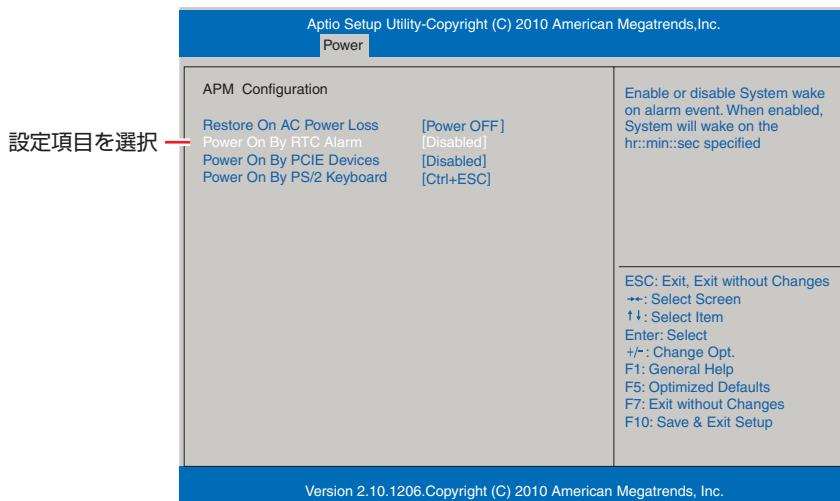 Aptio Setup Utility-Copyright (C) 2010 American Megatrends,Inc.
Power
APM Configuration
Restore On AC Power Loss [Power OFF]
設定項目を選択
Power On By RTC Alarm [Disabled]
Power On By PCIE Devices [Disabled]
Power On By PS/2 Keyboard [Ctrl+ESC]
Enable or disable System wake
on alarm event. When enabled,
System will wake on the
hr::min::sec specified
ESC: Exit, Exit without Changes
→←: Select Screen
↑↓: Select Item
Enter: Select
+/-: Change Opt.
F1: General Help
F5: Optimized Defaults
F7: Exit without Changes
F10: Save & Exit Setup
Version 2.10.1206.Copyright (C) 2010 American Megatrends, Inc.